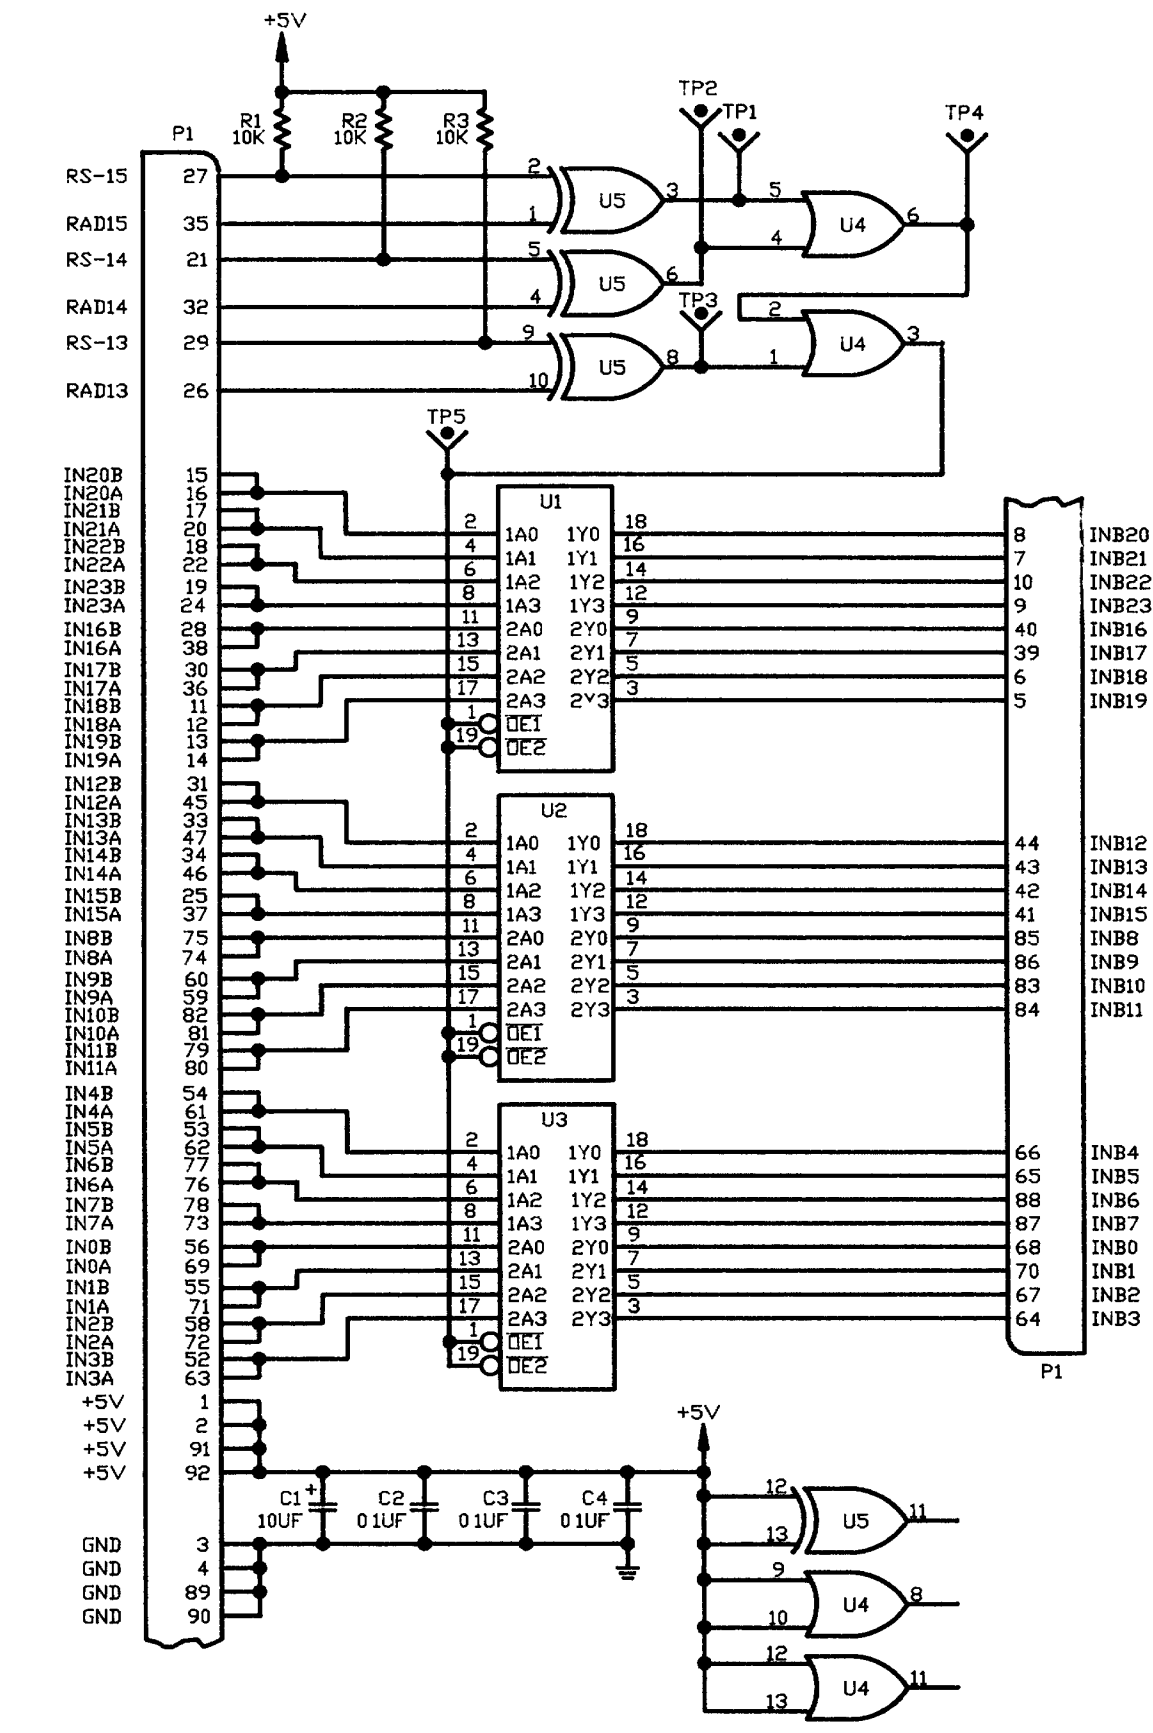 +5V
TP2
TP1
TP4
R1
10K
R2
10K
R3
10K
P1
RS-15 27 2 U5 3 5 U4 6
RAD15 35 1 4
RS-14 21 5 U5 6
RAD14 32 4 TP3 2 U4 3
RS-13 29 9 U5 8 1
RAD13 26 10
TP5
IN20B 15
IN20A 16
IN21B 17
IN21A 20
IN22B 18
IN22A 22
IN23B 19
IN23A 24
IN16B 28
IN16A 38
IN17B 30
IN17A 36
IN18B 11
IN18A 12
IN19B 13
IN19A 14
U1
2 1A0 1Y0 18 8 INB20
4 1A1 1Y1 16 7 INB21
6 1A2 1Y2 14 10 INB22
8 1A3 1Y3 12 9 INB23
11 2A0 2Y0 9 40 INB16
13 2A1 2Y1 7 39 INB17
15 2A2 2Y2 5 6 INB18
17 2A3 2Y3 3 5 INB19
1 OE1
19 OE2
IN12B 31
IN12A 45
IN13B 33
IN13A 47
IN14B 34
IN14A 46
IN15B 25
IN15A 37
IN8B 75
IN8A 74
IN9B 60
IN9A 59
IN10B 82
IN10A 81
IN11B 79
IN11A 80
U2
2 1A0 1Y0 18 44 INB12
4 1A1 1Y1 16 43 INB13
6 1A2 1Y2 14 42 INB14
8 1A3 1Y3 12 41 INB15
11 2A0 2Y0 9 85 INB8
13 2A1 2Y1 7 86 INB9
15 2A2 2Y2 5 83 INB10
17 2A3 2Y3 3 84 INB11
1 OE1
19 OE2
IN4B 54
IN4A 61
IN5B 53
IN5A 62
IN6B 77
IN6A 76
IN7B 78
IN7A 73
IN0B 56
IN0A 69
IN1B 55
IN1A 71
IN2B 58
IN2A 72
IN3B 52
IN3A 63
U3
2 1A0 1Y0 18 66 INB4
4 1A1 1Y1 16 65 INB5
6 1A2 1Y2 14 88 INB6
8 1A3 1Y3 12 87 INB7
11 2A0 2Y0 9 68 INB0
13 2A1 2Y1 7 70 INB1
15 2A2 2Y2 5 67 INB2
17 2A3 2Y3 3 64 INB3
1 OE1
19 OE2
P1
+5V 1
+5V 2
+5V 91
+5V 92
+5V
C1 +
10UF
C2
0 1UF
C3
0 1UF
C4
0 1UF
GND 3
GND 4
GND 89
GND 90
12 U5 11
13
9 U4 8
10
12 U4 11
13